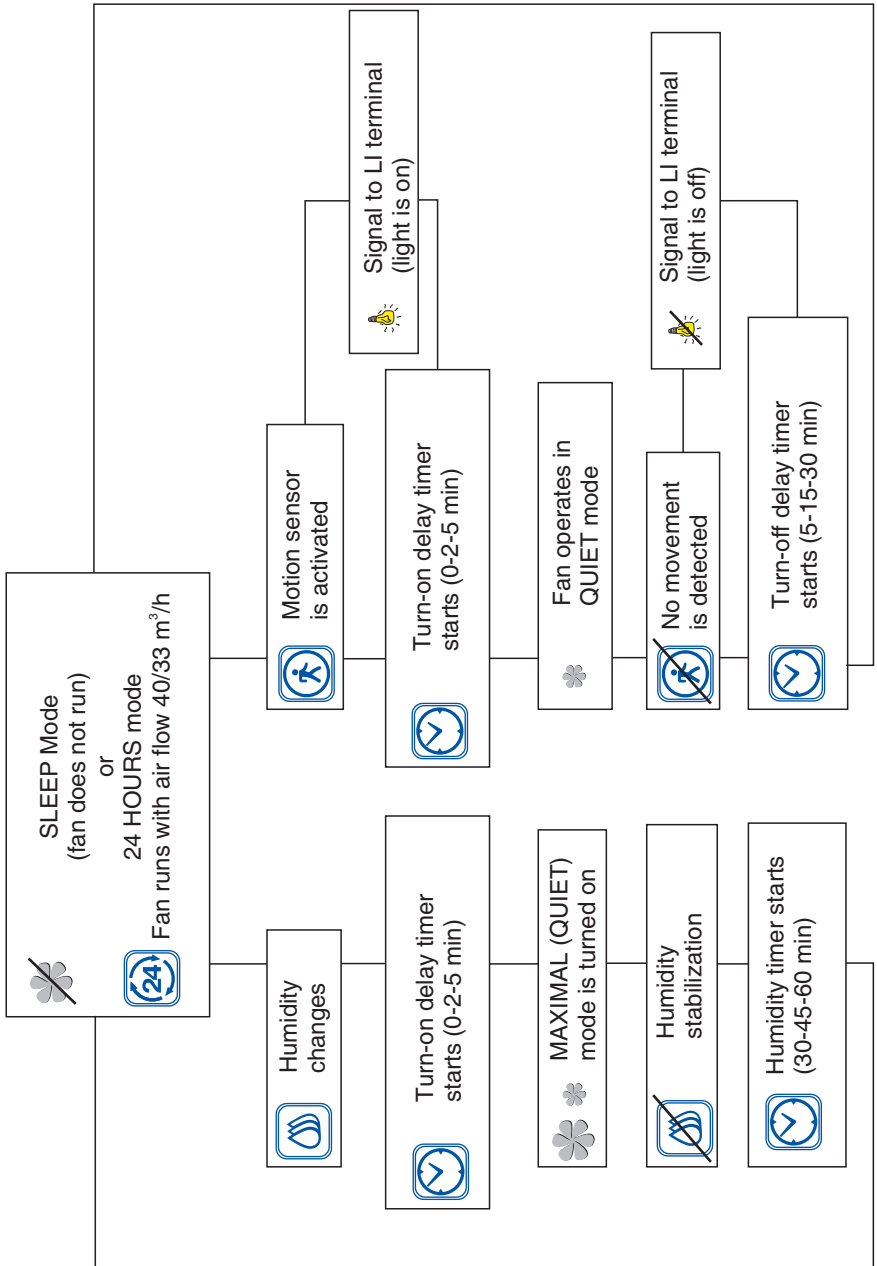 SLEEP Mode
(fan does not run)
or
24 HOURS mode
24
Fan runs with air flow 40/33 m³/h
Humidity
changes
Turn-on delay timer
starts (0-2-5 min)
MAXIMAL (QUIET)
mode is turned on
Humidity
stabilization
Humidity timer starts
(30-45-60 min)
Motion sensor
is activated
Signal to LI terminal
(light is on)
Turn-on delay timer
starts (0-2-5 min)
Fan operates in
QUIET mode
No movement
is detected
Signal to LI terminal
(light is off)
Turn-off delay timer
starts (5-15-30 min)